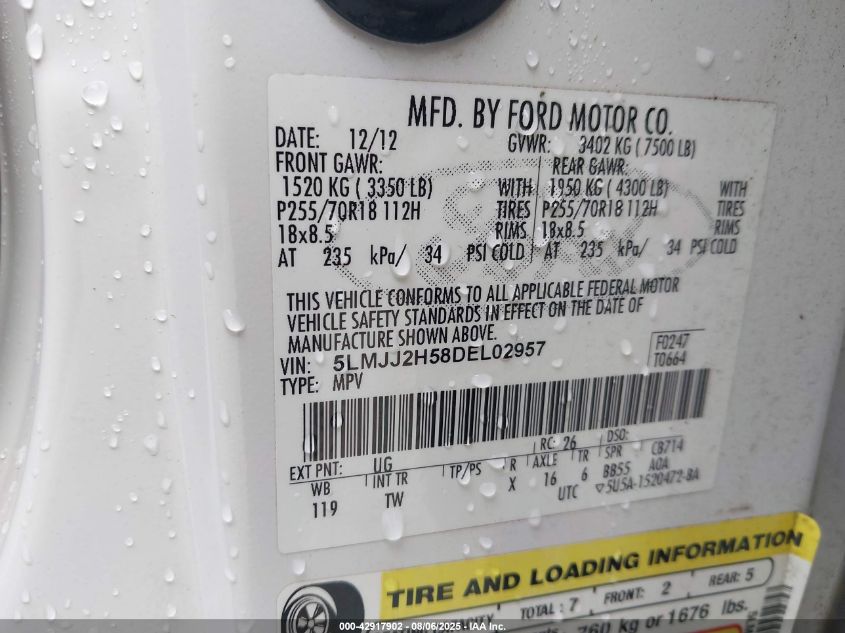 MFD. BY FORD MOTOR CO.
DATE: 12/12 GVWR: 3402 KG ( 7500 LB)
FRONT GAWR: REAR GAWR:
1520 KG ( 3350 LB) WITH 1950 KG ( 4300 LB) WITH
P255/70R18 112H TIRES P255/70R18 112H TIRES
18x8.5 RIMS 18x8.5 RIMS
AT 235 kPa/ 34 PSI COLD AT 235 kPa/ 34 PSI COLD
THIS VEHICLE CONFORMS TO ALL APPLICABLE FEDERAL MOTOR
VEHICLE SAFETY STANDARDS IN EFFECT ON THE DATE OF
MANUFACTURE SHOWN ABOVE.
VIN: 5LMJJ2H58DEL02957 F0247
TYPE: MPV T0664
RC: 26 DSO:
EXT PNT: UG AXLE TR SPR CB714
WB INT TR TP/PS R 16 6 BB55 AOA
119 TW X UTC ▽5U5A-1520472-BA
TIRE AND LOADING INFORMATION
TOTAL : 7 FRONT: 2 REAR: 5
760 kg or 1676 lbs.
000-42917902 - 08/06/2025 - IAA Inc.